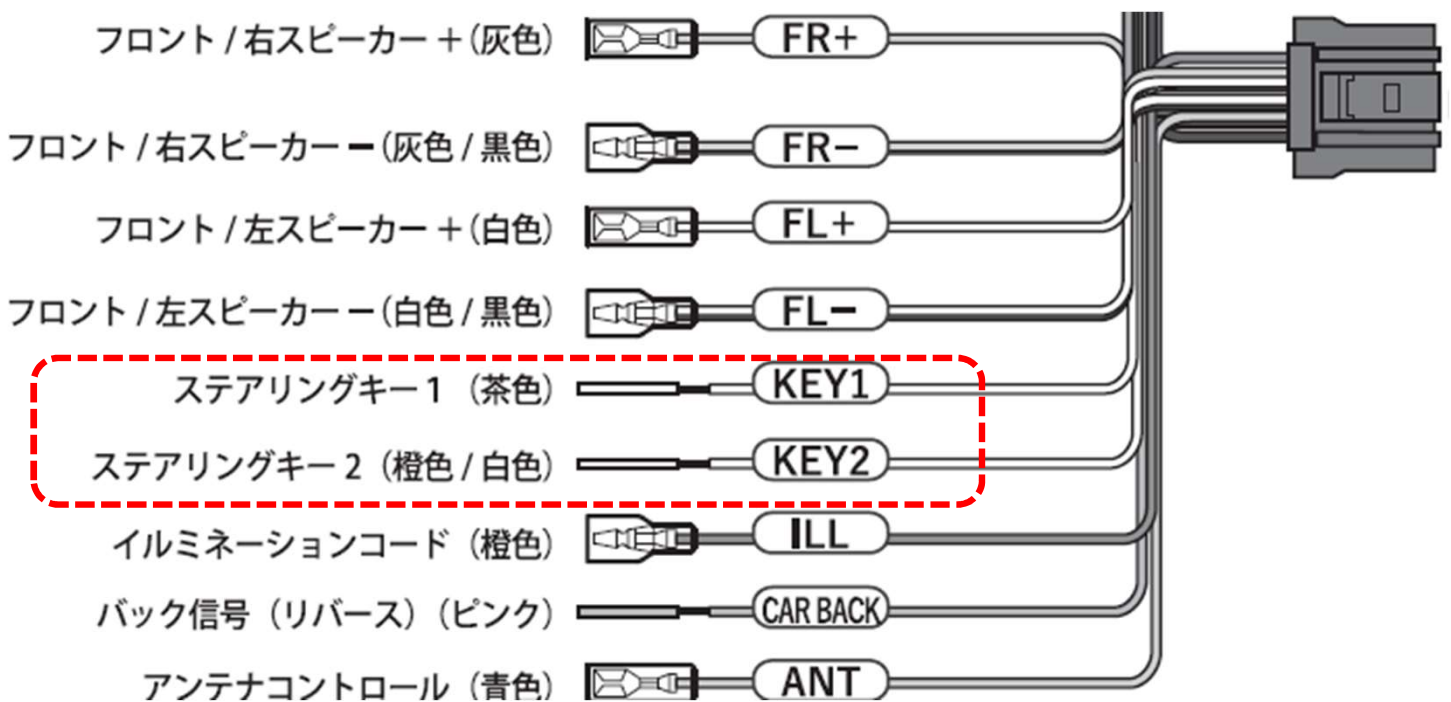 フロント / 右スピーカー ＋(灰色) FR+
フロント / 右スピーカー ー(灰色 / 黒色) FR−
フロント / 左スピーカー ＋(白色) FL+
フロント / 左スピーカー ー(白色 / 黒色) FL−
ステアリングキー 1 (茶色) KEY1
ステアリングキー 2 (橙色 / 白色) KEY2
イルミネーションコード (橙色) ILL
バック信号 (リバース) (ピンク) CAR BACK
アンテナコントロール (青色) ANT